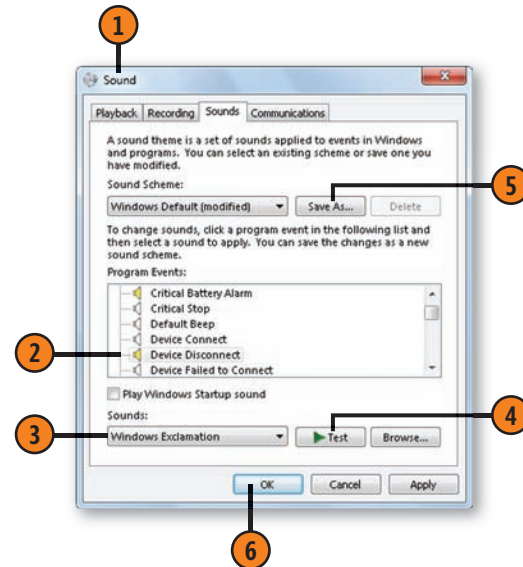 1
Sound
Playback Recording Sounds Communications
A sound theme is a set of sounds applied to events in Windows
and programs. You can select an existing scheme or save one you
have modified.
Sound Scheme:
5
Windows Default (modified) Save As... Delete
To change sounds, click a program event in the following list and
then select a sound to apply. You can save the changes as a new
sound scheme.
Program Events:
Critical Battery Alarm
Critical Stop
Default Beep
Device Connect
2
Device Disconnect
Device Failed to Connect
Play Windows Startup sound
4
Sounds:
3
Windows Exclamation Test Browse...
OK Cancel Apply
6